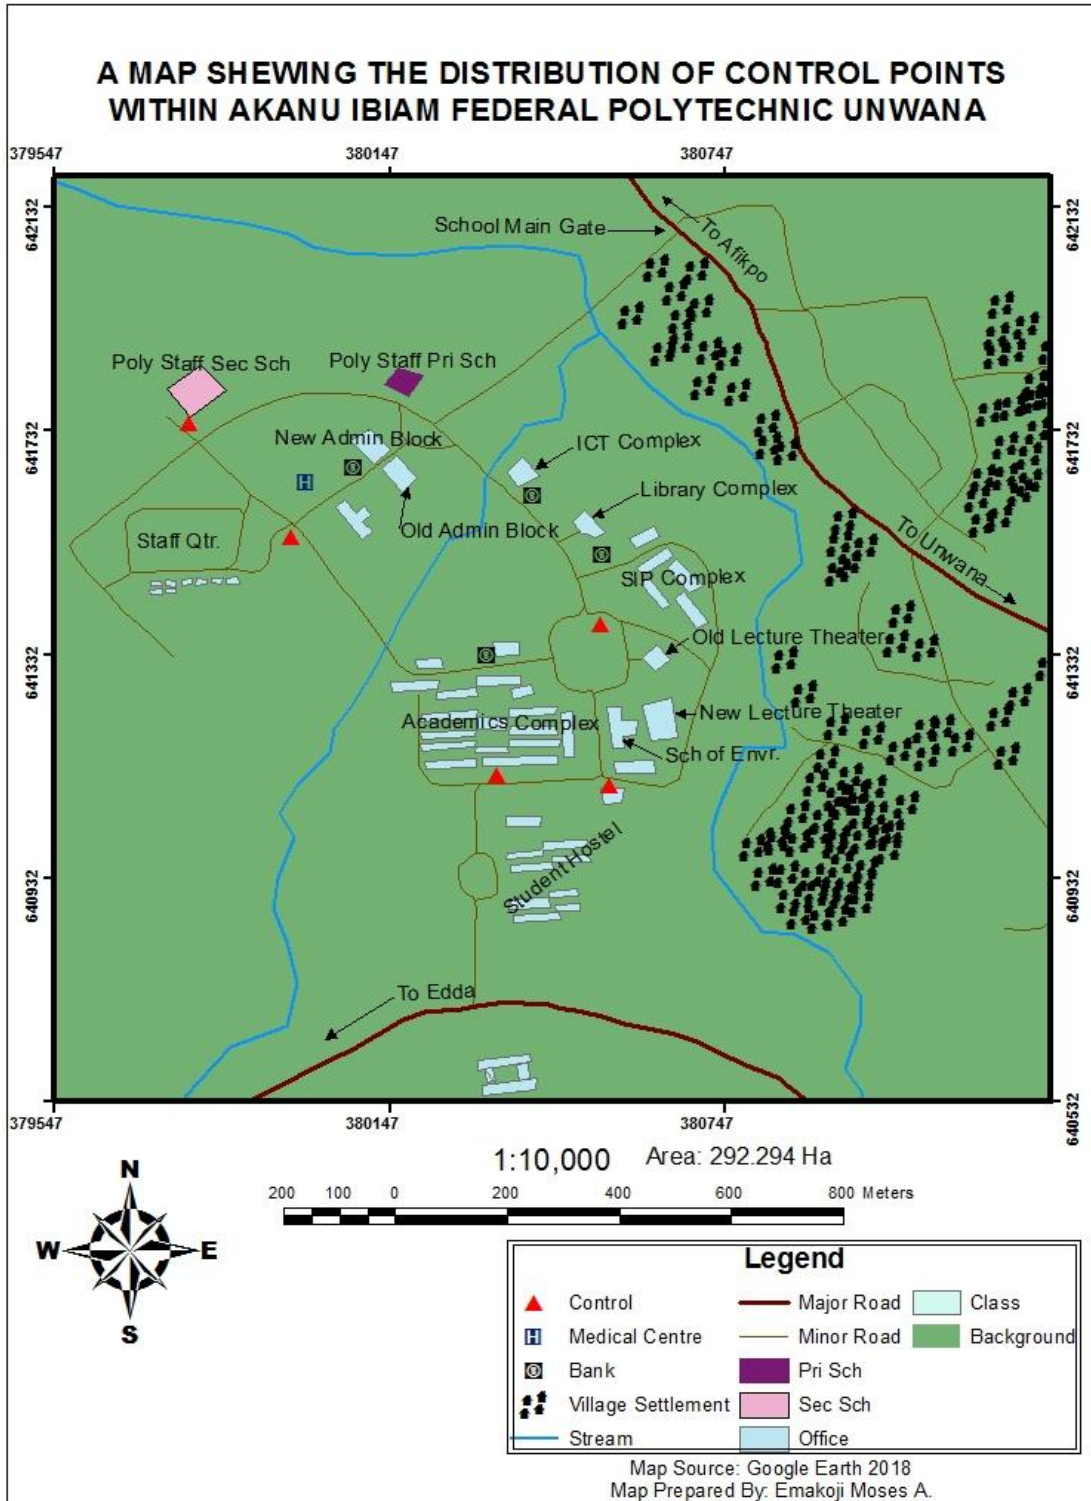 A MAP SHEWING THE DISTRIBUTION OF CONTROL POINTS
WITHIN AKANU IBIAM FEDERAL POLYTECHNIC UNWANA
379547
380147
380747
642132
642132
School Main Gate
To Afikpo
Poly Staff Sec Sch
Poly Staff Pri Sch
641732
641732
New Admin Block
ICT Complex
H
Library Complex
Old Admin Block
Staff Qtr.
To Unwana
SIP Complex
641332
641332
Old Lecture Theater
Academics Complex
New Lecture Theater
Sch of Envr.
Student Hostel
640932
640932
To Edda
640532
379547
380147
380747
1:10,000
Area: 292.294 Ha
N
W
E
S
200 100 0 200 400 600 800 Meters
Legend
Control
Major Road
Class
H
Medical Centre
Minor Road
Background
Bank
Pri Sch
Village Settlement
Sec Sch
Stream
Office
Map Source: Google Earth 2018
Map Prepared By: Emakoji Moses A.